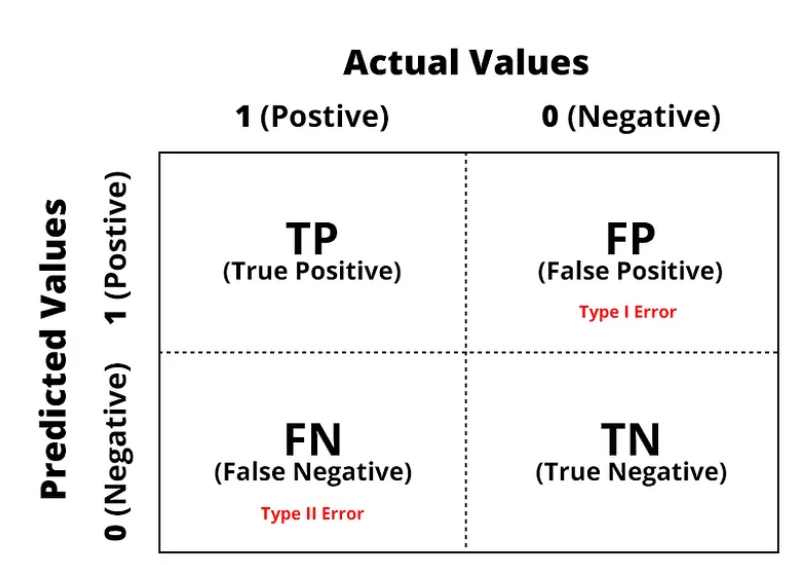 Actual Values
1 (Postive) 0 (Negative)
Predicted Values
1 (Postive)
TP
(True Positive)
FP
(False Positive)
Type I Error
0 (Negative)
FN
(False Negative)
Type II Error
TN
(True Negative)